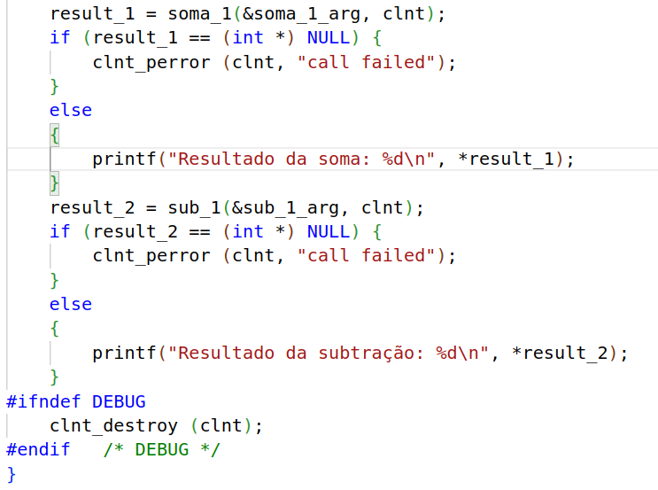 result_1 = soma_1(&soma_1_arg, clnt);
    if (result_1 == (int *) NULL) {
        clnt_perror (clnt, "call failed");
    }
    else
    {
        printf("Resultado da soma: %d\n", *result_1);
    }
    result_2 = sub_1(&sub_1_arg, clnt);
    if (result_2 == (int *) NULL) {
        clnt_perror (clnt, "call failed");
    }
    else
    {
        printf("Resultado da subtração: %d\n", *result_2);
    }
#ifndef DEBUG
    clnt_destroy (clnt);
#endif   /* DEBUG */
}